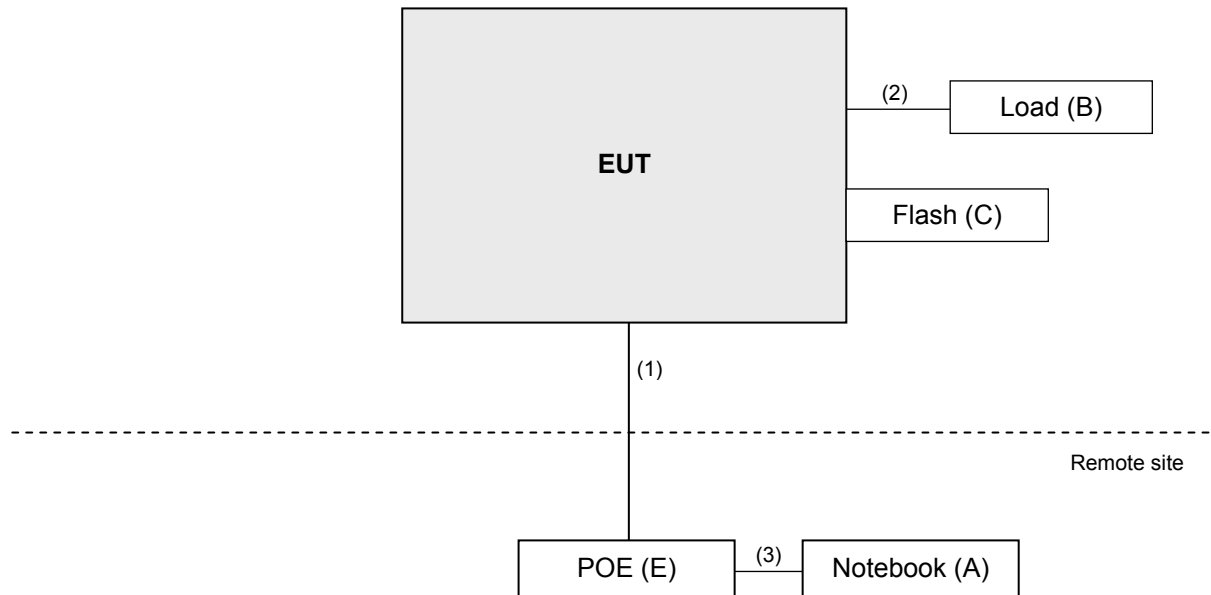 (2)
Load (B)
EUT
Flash (C)
(1)
Remote site
POE (E)
(3)
Notebook (A)